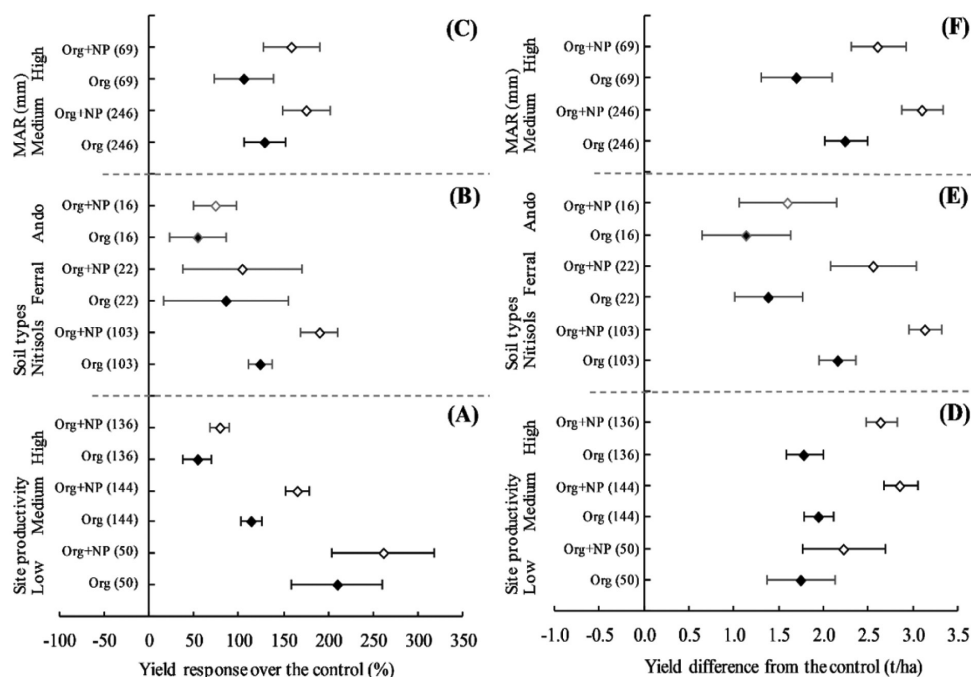 (C)
Org+NP (69)
Org (69)
Org+NP (246)
Org (246)
MAR (mm)
Medium High
(B)
Org+NP (16)
Org (16)
Org+NP (22)
Org (22)
Org+NP (103)
Org (103)
Soil types
Nitisols Ferral Ando
(A)
Org+NP (136)
Org (136)
Org+NP (144)
Org (144)
Org+NP (50)
Org (50)
Site productivity
Low Medium High
-100 -50 0 50 100 150 200 250 300 350
Yield response over the control (%)
(F)
Org+NP (69)
Org (69)
Org+NP (246)
Org (246)
MAR (mm)
Medium High
(E)
Org+NP (16)
Org (16)
Org+NP (22)
Org (22)
Org+NP (103)
Org (103)
Soil types
Nitisols Ferral Ando
(D)
Org+NP (136)
Org (136)
Org+NP (144)
Org (144)
Org+NP (50)
Org (50)
Site productivity
Low Medium High
-1.0 -0.5 0.0 0.5 1.0 1.5 2.0 2.5 3.0 3.5
Yield difference from the control (t/ha)